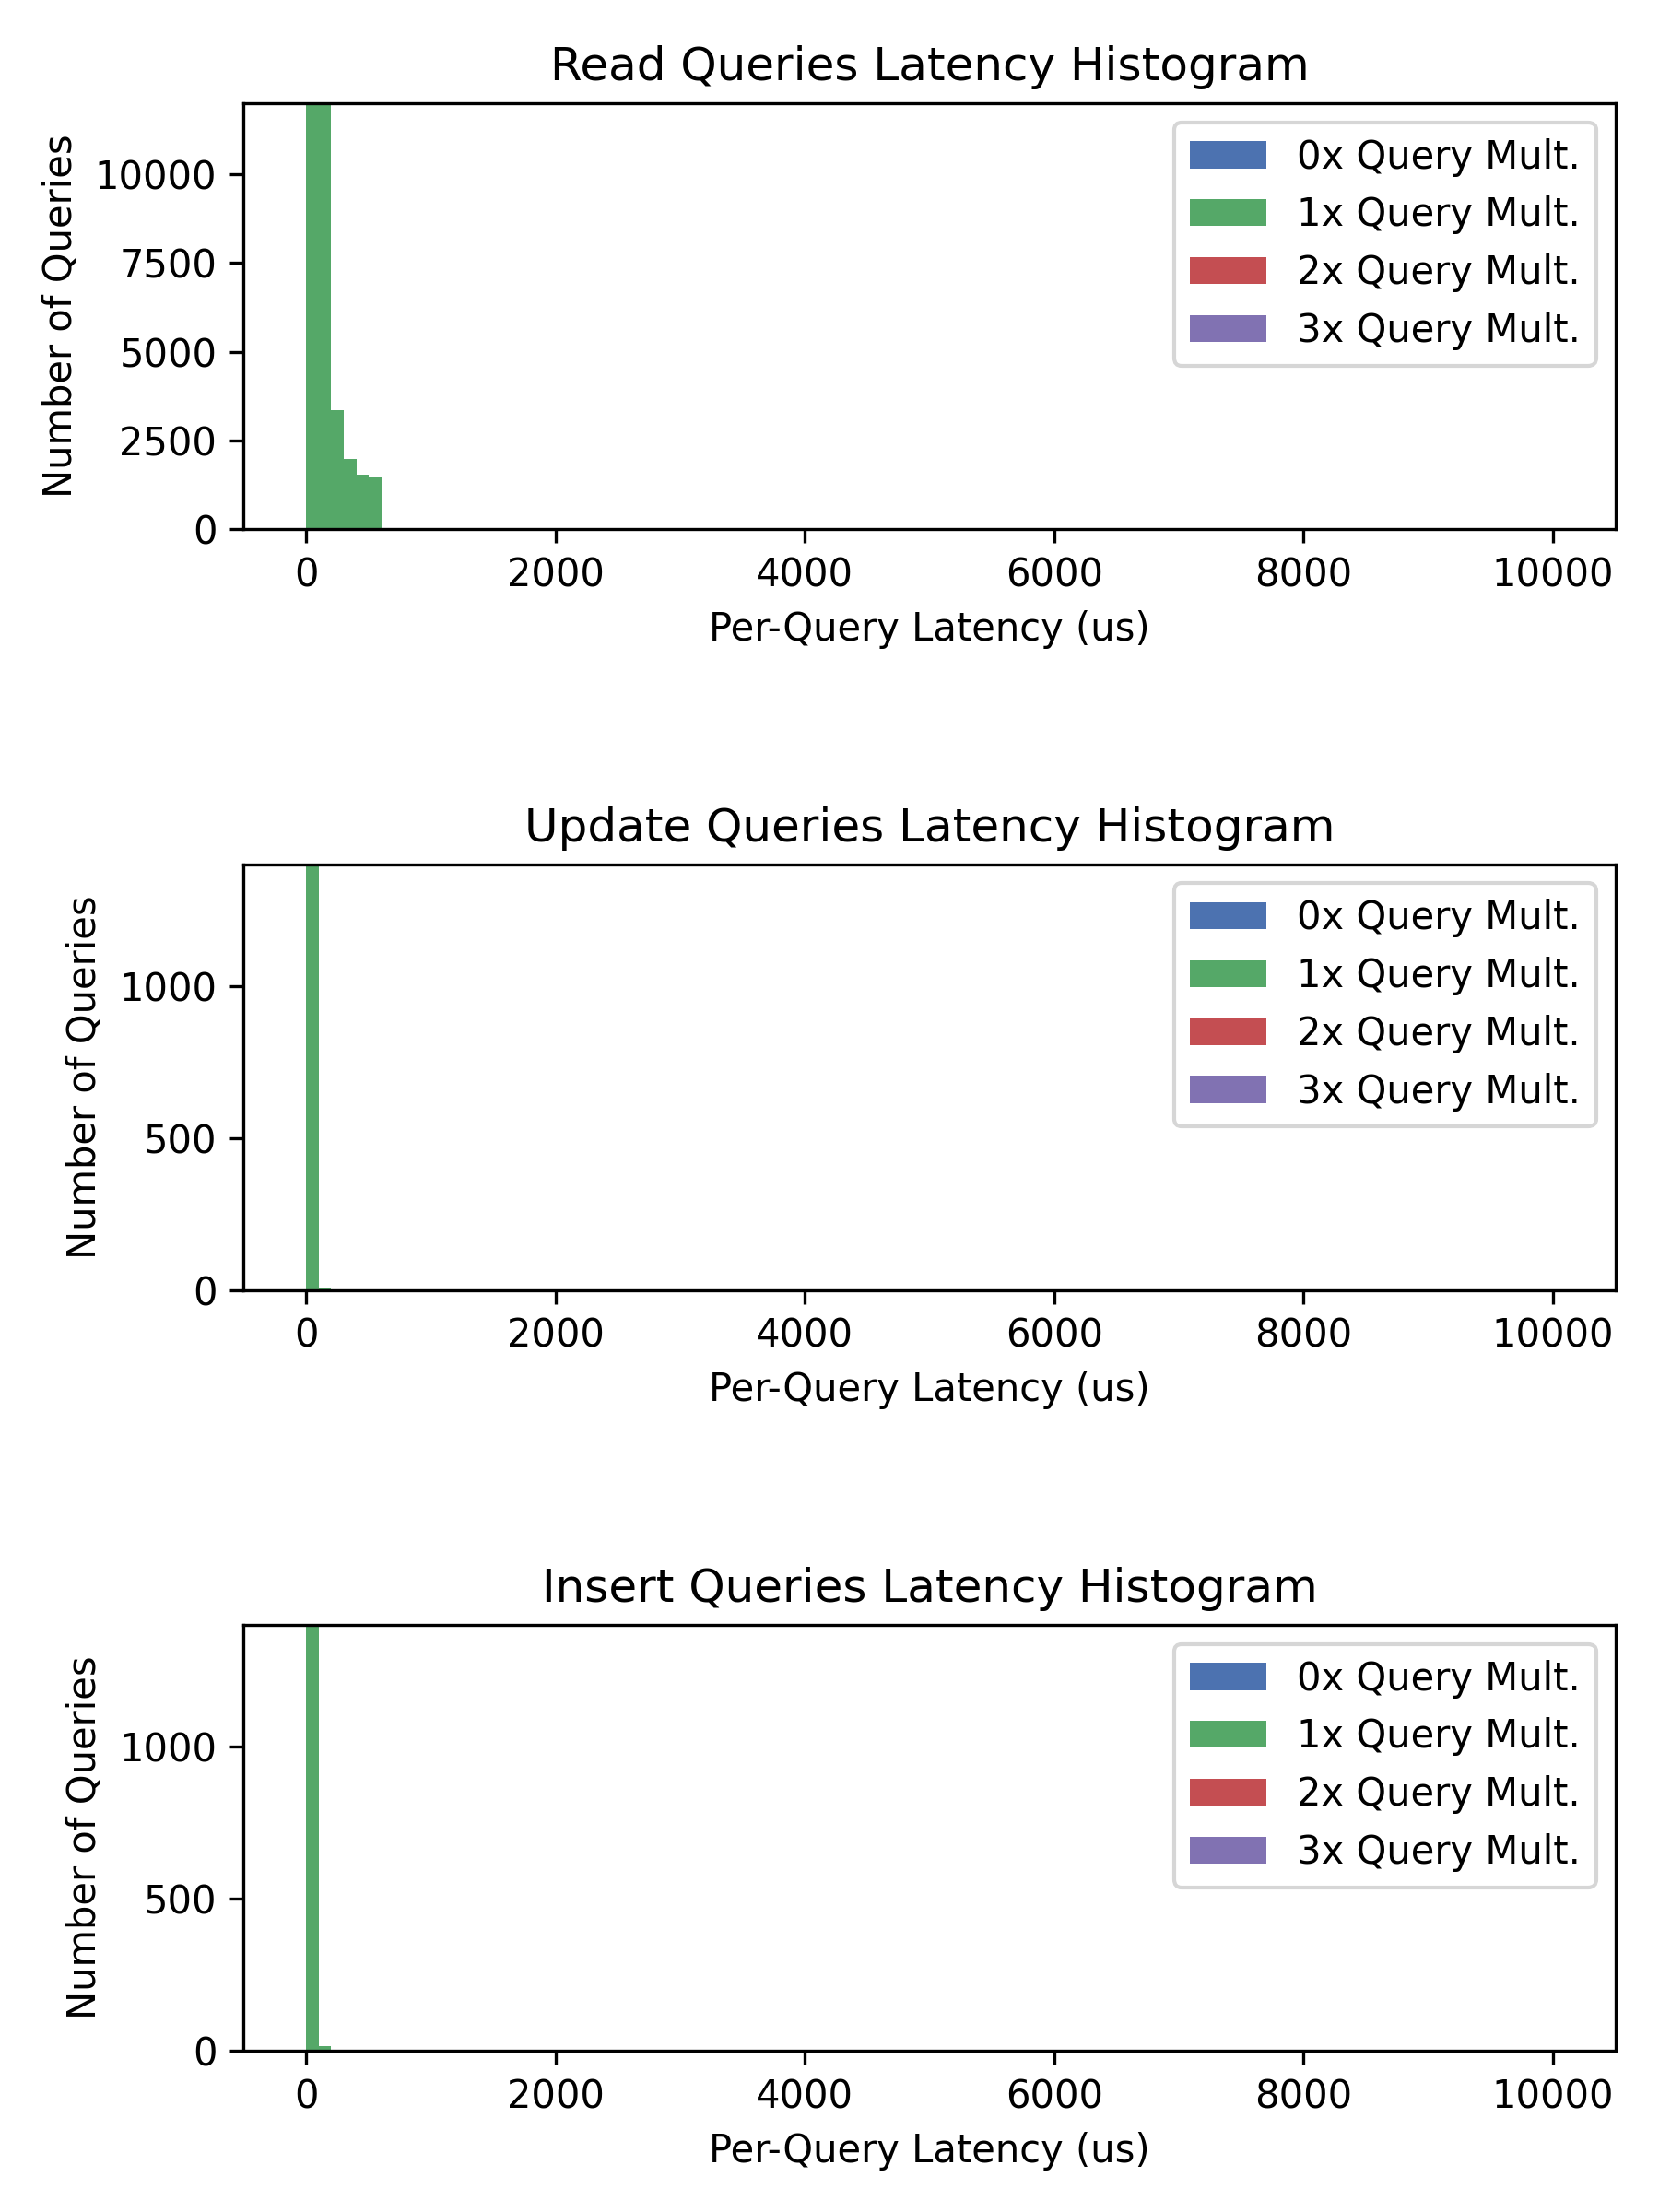 Read Queries Latency Histogram
Number of Queries
10000
7500
5000
2500
0
0x Query Mult.
1x Query Mult.
2x Query Mult.
3x Query Mult.
0 2000 4000 6000 8000 10000
Per-Query Latency (us)
Update Queries Latency Histogram
Number of Queries
1000
500
0
0x Query Mult.
1x Query Mult.
2x Query Mult.
3x Query Mult.
0 2000 4000 6000 8000 10000
Per-Query Latency (us)
Insert Queries Latency Histogram
Number of Queries
1000
500
0
0x Query Mult.
1x Query Mult.
2x Query Mult.
3x Query Mult.
0 2000 4000 6000 8000 10000
Per-Query Latency (us)